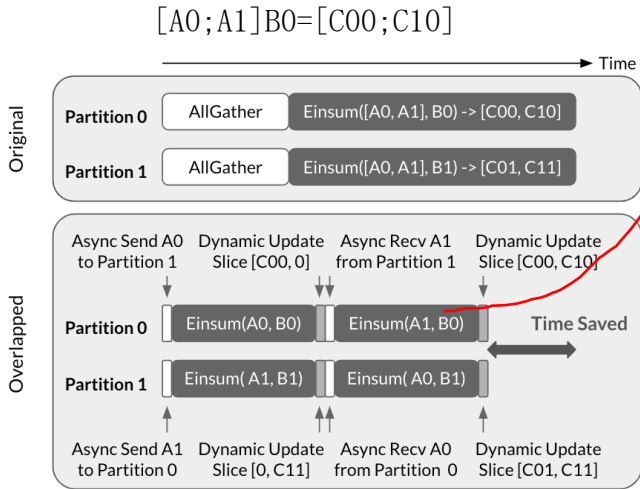 [A0;A1]B0=[C00;C10]
Time
Original
Partition 0
AllGather
Einsum([A0, A1], B0) -> [C00, C10]
Partition 1
AllGather
Einsum([A0, A1], B1) -> [C01, C11]
Overlapped
Async Send A0
to Partition 1
Dynamic Update
Slice [C00, 0]
Async Recv A1
from Partition 1
Dynamic Update
Slice [C00, C10]
Partition 0
Einsum(A0, B0)
Einsum(A1, B0)
Time Saved
Partition 1
Einsum( A1, B1)
Einsum( A0, B1)
Async Send A1
to Partition 0
Dynamic Update
Slice [0, C11]
Async Recv A0
from Partition 0
Dynamic Update
Slice [C01, C11]